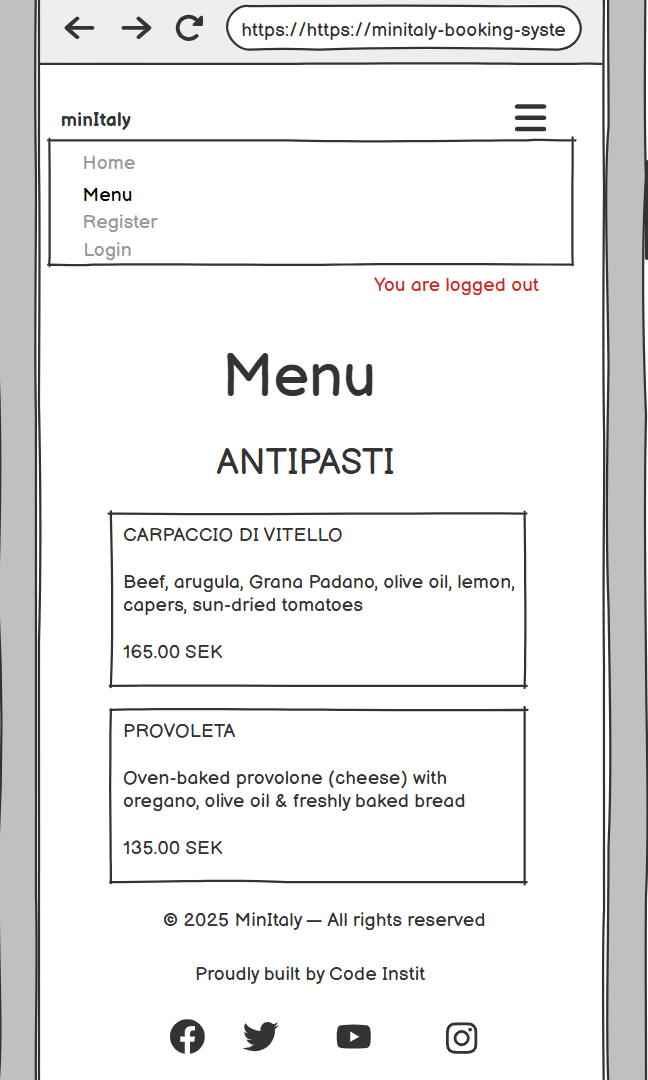 https://https://minitaly-booking-syste
minItaly
Home
Menu
Register
Login
You are logged out
Menu
ANTIPASTI
CARPACCIO DI VITELLO
Beef, arugula, Grana Padano, olive oil, lemon,
capers, sun-dried tomatoes
165.00 SEK
PROVOLETA
Oven-baked provolone (cheese) with
oregano, olive oil & freshly baked bread
135.00 SEK
© 2025 MinItaly — All rights reserved
Proudly built by Code Instit